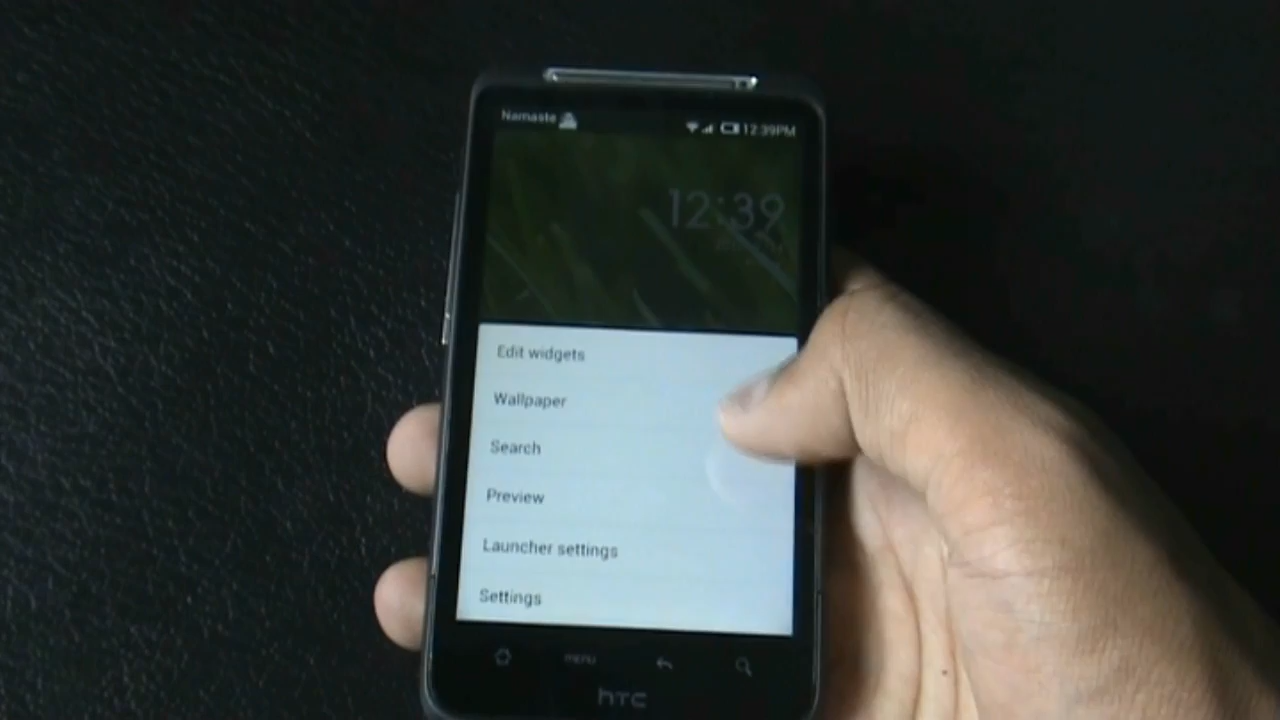 Namaste 12:39PM
12:39
Edit widgets
Wallpaper
Search
Preview
Launcher settings
Settings
MENU
hTC